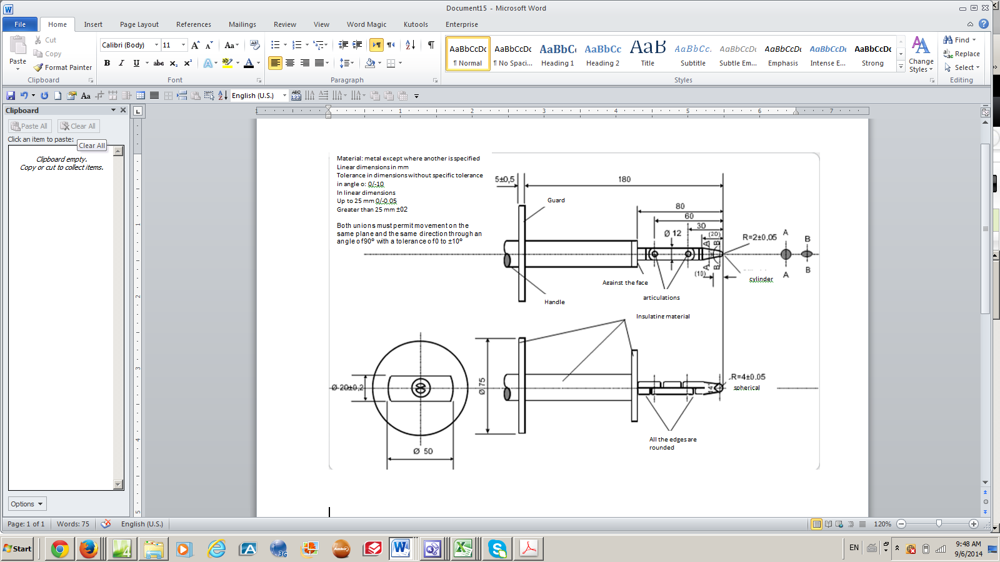 Document15 - Microsoft Word
File Home Insert Page Layout References Mailings Review View Word Magic Kutools Enterprise
Paste
Cut
Copy
Format Painter
Clipboard
Calibri (Body) 11
Font
Paragraph
AaBbCcDc AaBbCcDc AaBbC AaBbCc AaB AaBbCc. AaBbCcDc AaBbCcDc AaBbCcDc AaBbCcDc
¶ Normal ¶ No Spaci... Heading 1 Heading 2 Title Subtitle Subtle Em... Emphasis Intense E... Strong
Styles
Change Styles
Find
Replace
Select
Editing
English (U.S.)
Clipboard
Paste All Clear All
Click an item to paste:
Clear All
Clipboard empty.
Copy or cut to collect items.
Options
Material: metal except where another is specified
Linear dimensions in mm
Tolerance in dimensions without specific tolerance
in angle o: 0/-10
In linear dimensions
Up to 25 mm 0/-0.05
Greater than 25 mm ±02
Both unions must permit movement on the
same plane and the same direction through an
angle of 90º with a tolerance of 0 to ±10º
5±0,5
180
Guard
80
60
30
(20)
Ø 12
R=2±0,05
A
B
A
B
A
B
A
B
(10)
cylinder
Against the face
articulations
Handle
Insulating material
Ø 20±0,2
Ø 75
R=4±0.05
spherical
Ø 50
All the edges are
rounded
Page: 1 of 1 Words: 75 English (U.S.) 120%
Start
EN
9:48 AM
9/6/2014